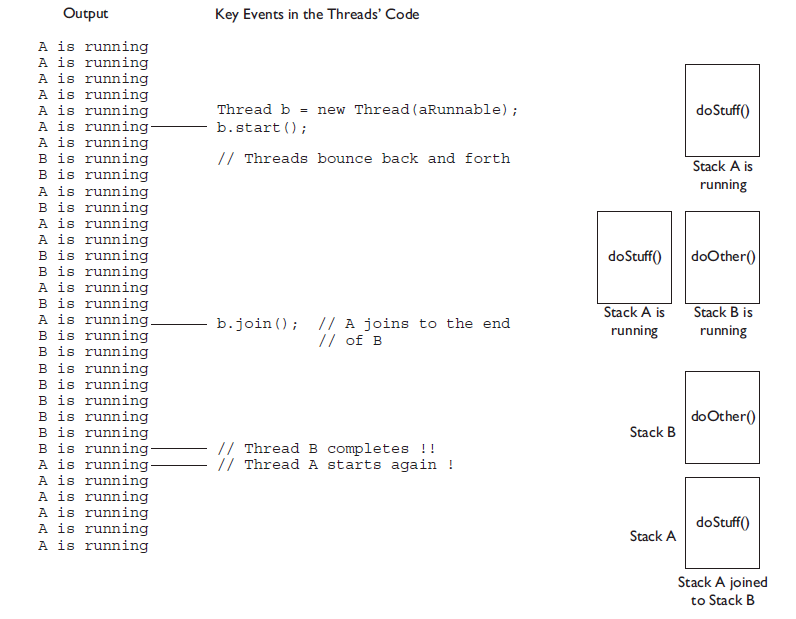 Output
A is running
A is running
A is running
A is running
A is running
A is running
A is running
B is running
B is running
A is running
B is running
A is running
A is running
B is running
B is running
A is running
B is running
A is running
B is running
B is running
B is running
B is running
B is running
B is running
B is running
B is running
A is running
A is running
A is running
A is running
A is running
A is running
Key Events in the Threads’ Code
Thread b = new Thread(aRunnable);
b.start();
// Threads bounce back and forth
b.join();  // A joins to the end
// of B
// Thread B completes !!
// Thread A starts again !
doStuff()
Stack A is
running
doStuff()
Stack A is
running
doOther()
Stack B is
running
Stack B
doOther()
Stack A
doStuff()
Stack A joined
to Stack B